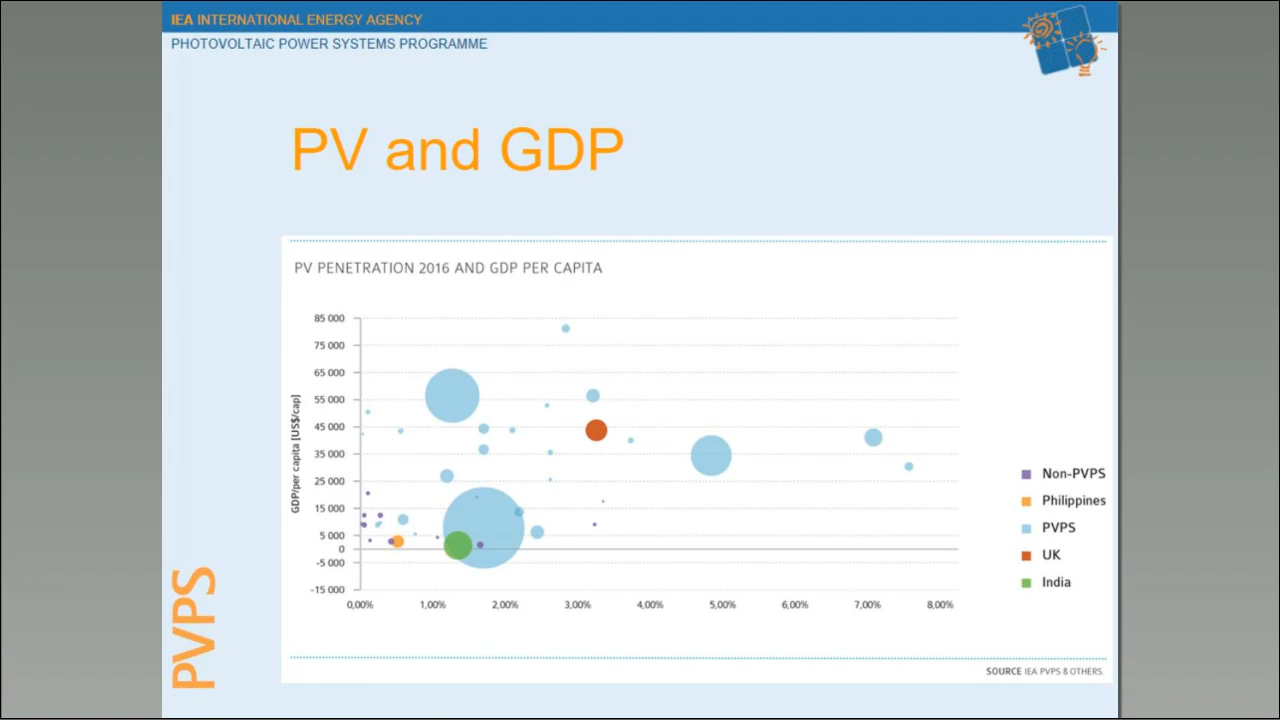 IEA INTERNATIONAL ENERGY AGENCY
PHOTOVOLTAIC POWER SYSTEMS PROGRAMME
PV and GDP
PV PENETRATION 2016 AND GDP PER CAPITA
GDP/per capita [US$/cap]
85 000
75 000
65 000
55 000
45 000
35 000
25 000
15 000
5 000
0
-5 000
-15 000
0,00% 1,00% 2,00% 3,00% 4,00% 5,00% 6,00% 7,00% 8,00%
Non-PVPS
Philippines
PVPS
UK
India
SOURCE IEA PVPS & OTHERS.
PVPS